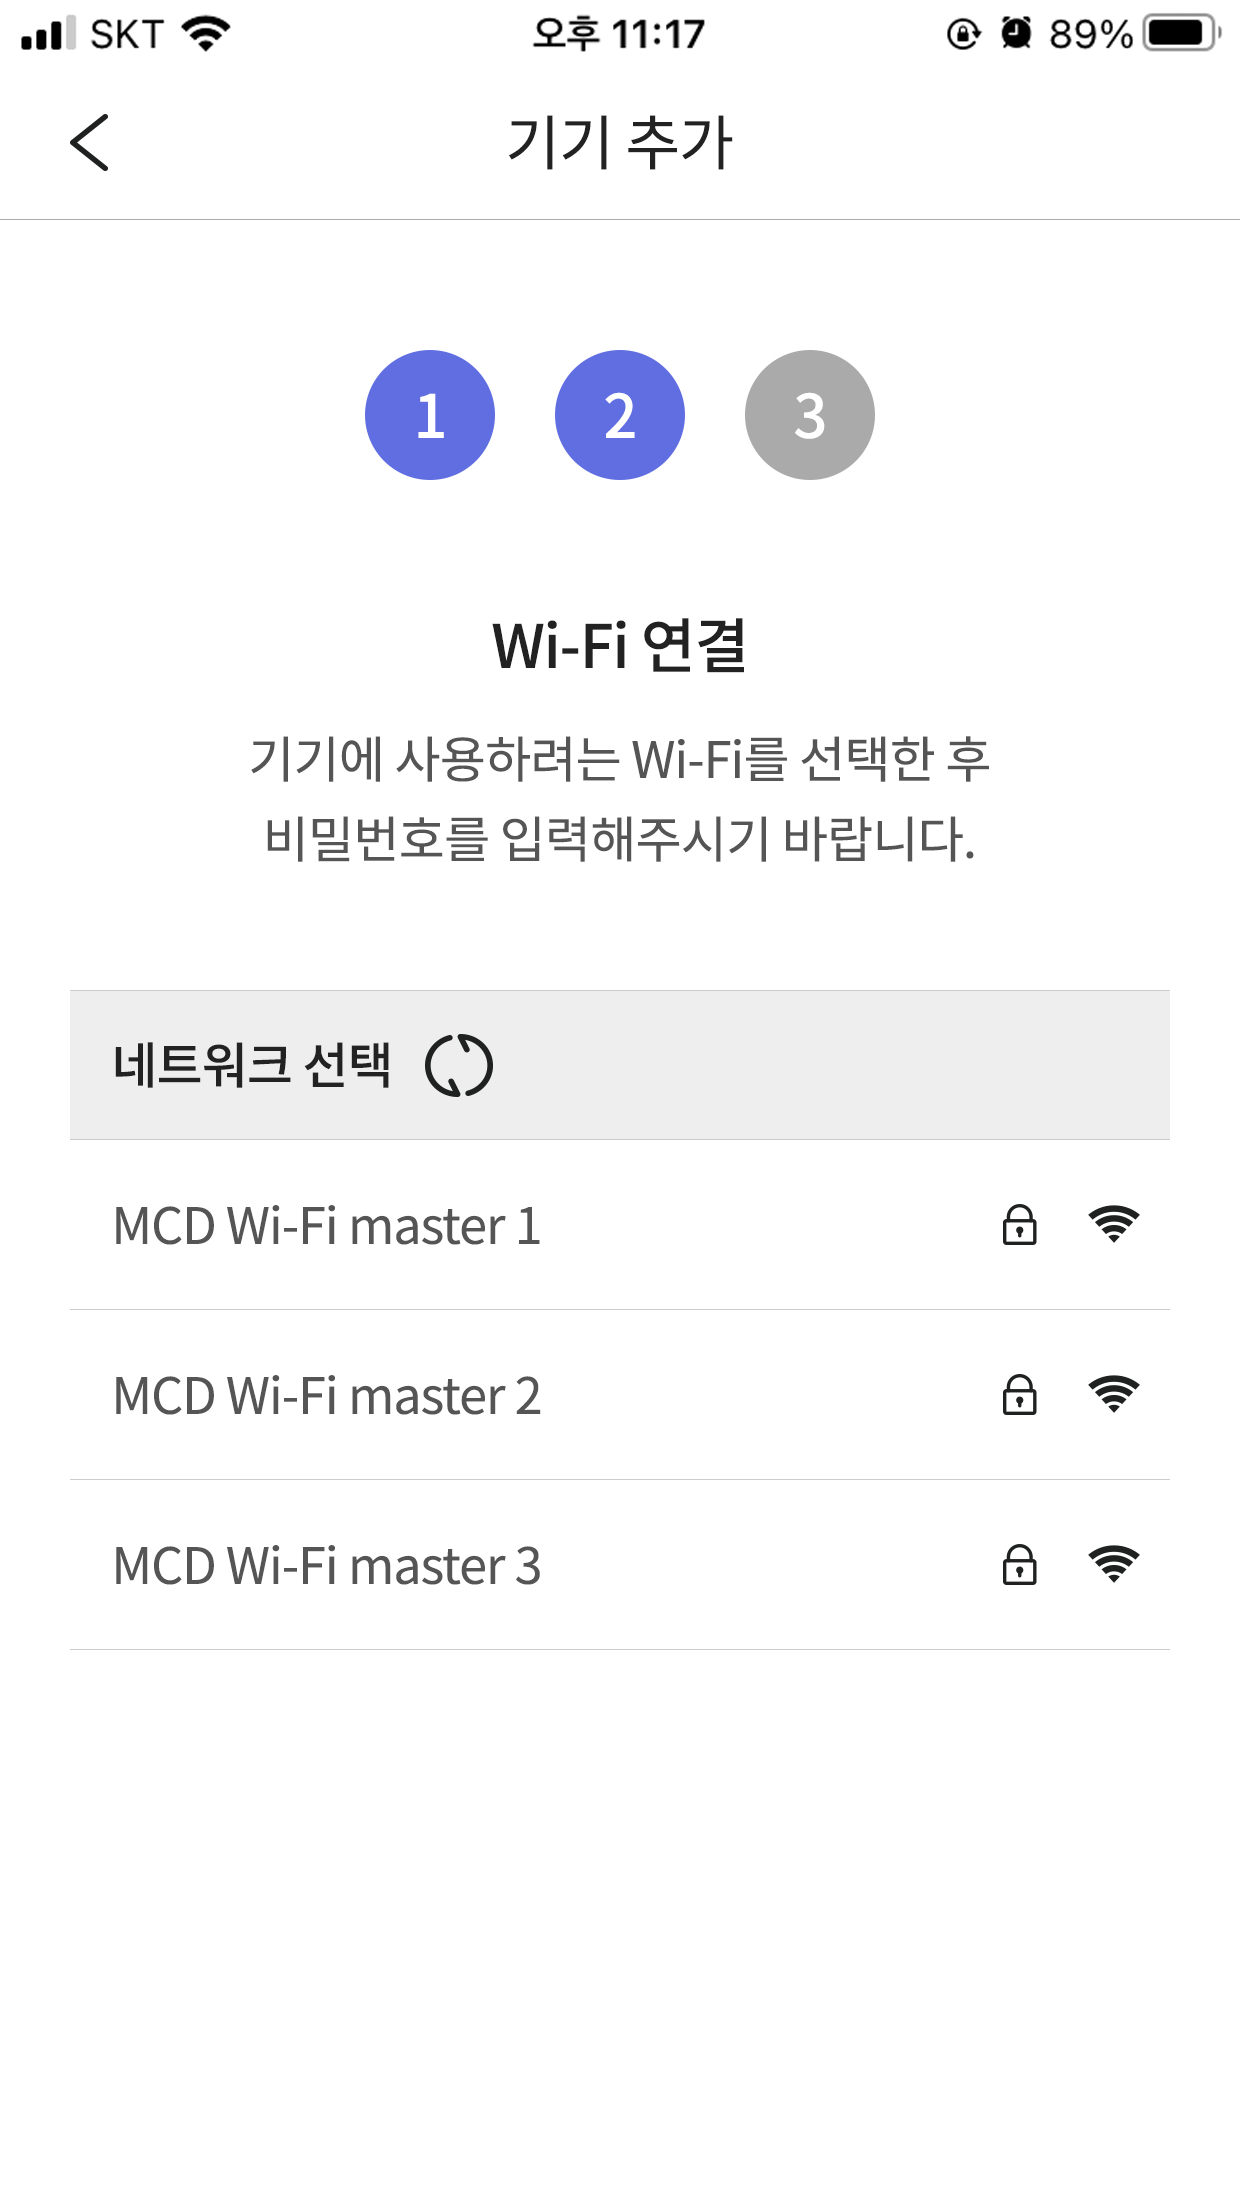 SKT 오후 11:17 89%
기기 추가
1 2 3
Wi-Fi 연결
기기에 사용하려는 Wi-Fi를 선택한 후
비밀번호를 입력해주시기 바랍니다.
네트워크 선택
MCD Wi-Fi master 1
MCD Wi-Fi master 2
MCD Wi-Fi master 3